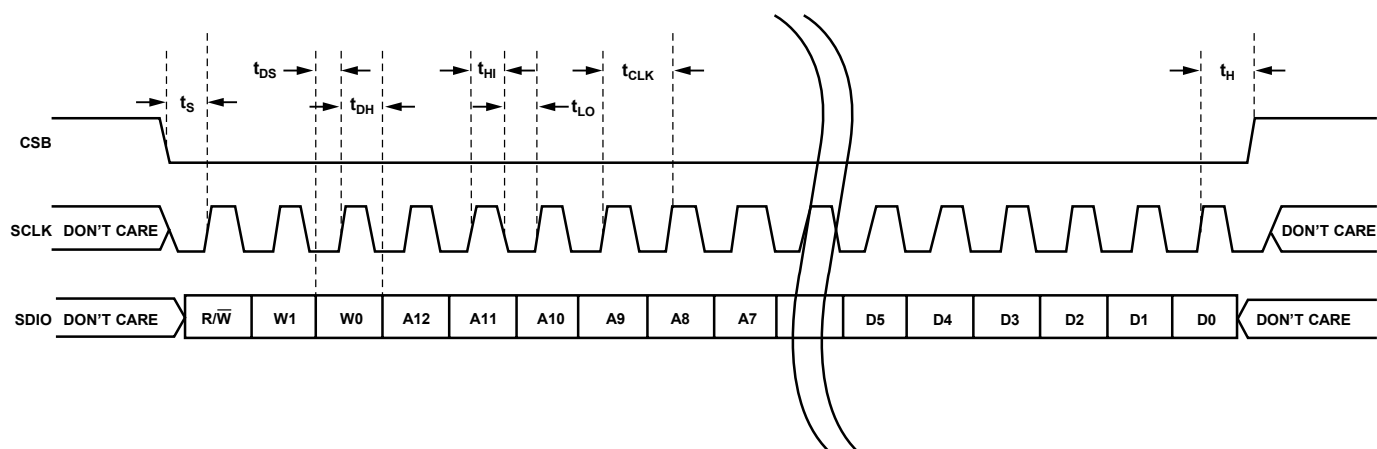 tDS tHI tCLK tH
tS tDH tLO
CSB
SCLK DON'T CARE DON'T CARE
SDIO DON'T CARE R/W̅ W1 W0 A12 A11 A10 A9 A8 A7 D5 D4 D3 D2 D1 D0 DON'T CARE